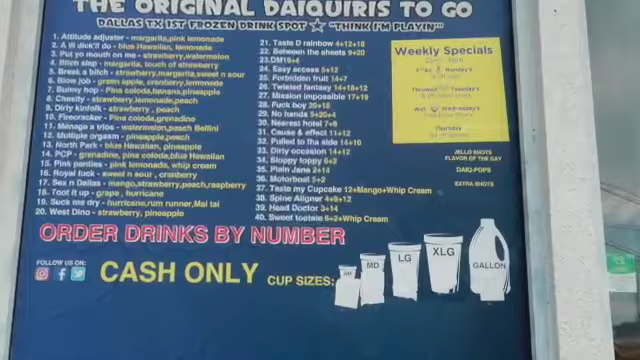 THE ORIGINAL DAIQUIRIS TO GO
DALLAS TX 1ST FROZEN DRINK SPOT ★ "THINK I'M PLAYIN"
1. Attitude adjuster - margarita,pink lemonade
2. A ill dick'll do - blue Hawaiian, lemonade
3. Put yo mouth on me - strawberry,watermelon
4. Bitch slap - margarita, touch of strawberry
5. Break a bitch - strawberry,margarita,sweet n sour
6. Blow job - green apple, cranberry,lemonade
7. Bunny hop - Pina colada,banana,pineapple
8. Chasity - strawberry,lemonade,peach
9. Dirty kinfolk - strawberry , peach
10. Firecracker - Pina colada,grenadine
11. Ménage a trios - watermelon,peach Bellini
12. Multiple orgasm - pineapple,peach
13. North Park - blue Hawaiian, pineapple
14. PCP - grenadine, pina colada,blue Hawaiian
15. Pink panties - pink lemonade, whip cream
16. Royal fuck - sweet n sour , cranberry
17. Sex n Dallas - mango,strawberry,peach,raspberry
18. Toot it up - grape , hurricane
19. Suck me dry - hurricane,rum runner,Mai tai
20. West Dino - strawberry, pineapple
21. Taste D rainbow 4+12+18
22. Between the sheets 9+20
24. Easy access 5+12
25. Forbidden fruit 14+7
26. Twisted fantasy 14+18+12
27. Mission impossible 17+19
28. Fuck boy 20+18
29. No hands 5+20+4
30. Nearest hotel 7+9
31. Cause & effect 11+12
32. Pulled to tha side 14+10
33. Dirty occasion 14+12
34. Sloppy toppy 6+2
35. Plain Jane 2+14
36. Motorboat 5+2
37. Taste my Cupcake 12+Mango+Whip Cream
38. Spine Aligner 4+5+12
39. Head Doctor 3+14
40. Sweet tootsie 5+2+Whip Cream
Weekly Specials
Monday's
Tuesday's
Wednesday's
Thursday
JELLO SHOTS
FLAVOR OF THE DAY
DAIQ-POPS
EXTRA SHOTS
ORDER DRINKS BY NUMBER
FOLLOW US ON:
CASH ONLY
CUP SIZES:
SM
MD
LG
XLG
GALLON